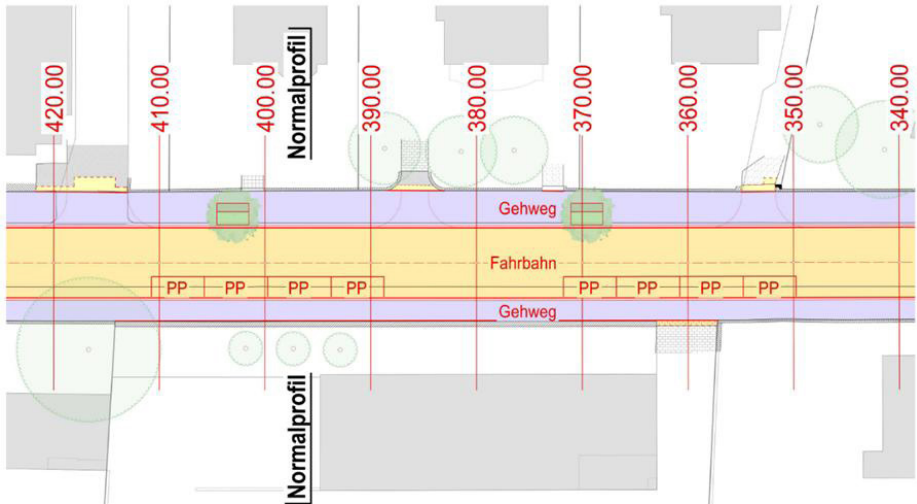 420.00
410.00
400.00
Normalprofil
390.00
380.00
370.00
360.00
350.00
340.00
Gehweg
Fahrbahn
PP PP PP PP PP PP PP PP
Gehweg
Normalprofil